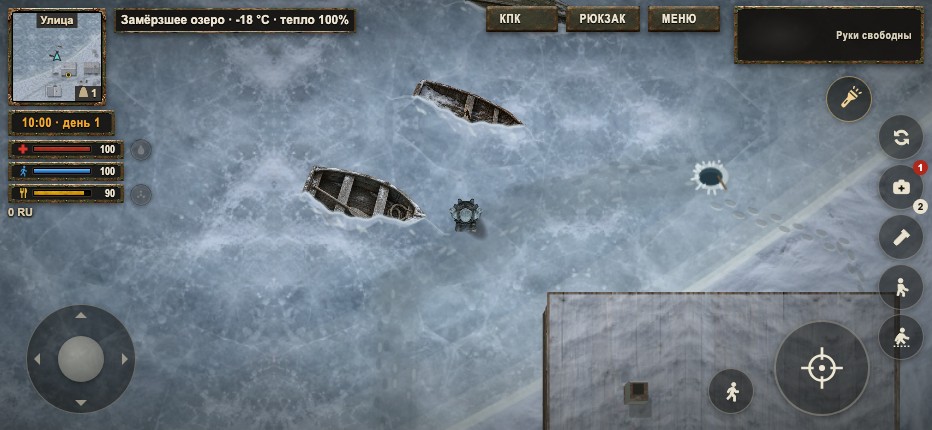 Улица
1
Замёрзшее озеро · -18 °C · тепло 100%
КПК
РЮКЗАК
МЕНЮ
Руки свободны
10:00 · день 1
100
100
90
0 RU
1
2